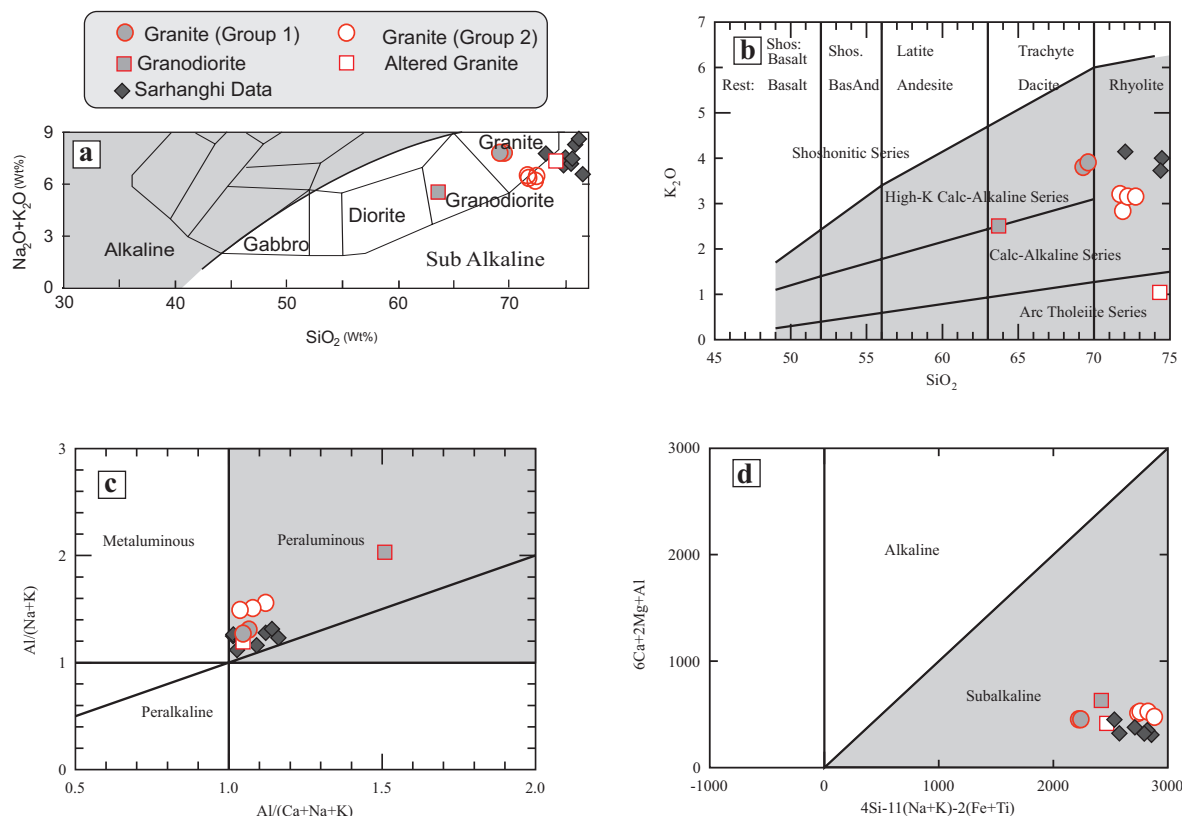 Granite (Group 1)
Granite (Group 2)
Granodiorite
Altered Granite
Sarhanghi Data
a
Na2O+K2O (Wt%)
9
6
3
0
Granite
Granodiorite
Diorite
Gabbro
Alkaline
Sub Alkaline
30 40 50 60 70
SiO2 (Wt%)
b
K2O
7
6
5
4
3
2
1
0
Shos: Basalt
Shos.
Latite
Trachyte
Rest: Basalt
BasAnd
Andesite
Dacite
Rhyolite
Shoshonitic Series
High-K Calc-Alkaline Series
Calc-Alkaline Series
Arc Tholeiite Series
45 50 55 60 65 70 75
SiO2
c
Al/(Na+K)
3
2
1
0
Metaluminous
Peraluminous
Peralkaline
0.5 1.0 1.5 2.0
Al/(Ca+Na+K)
d
6Ca+2Mg+Al
3000
2000
1000
0
Alkaline
Subalkaline
-1000 0 1000 2000 3000
4Si-11(Na+K)-2(Fe+Ti)